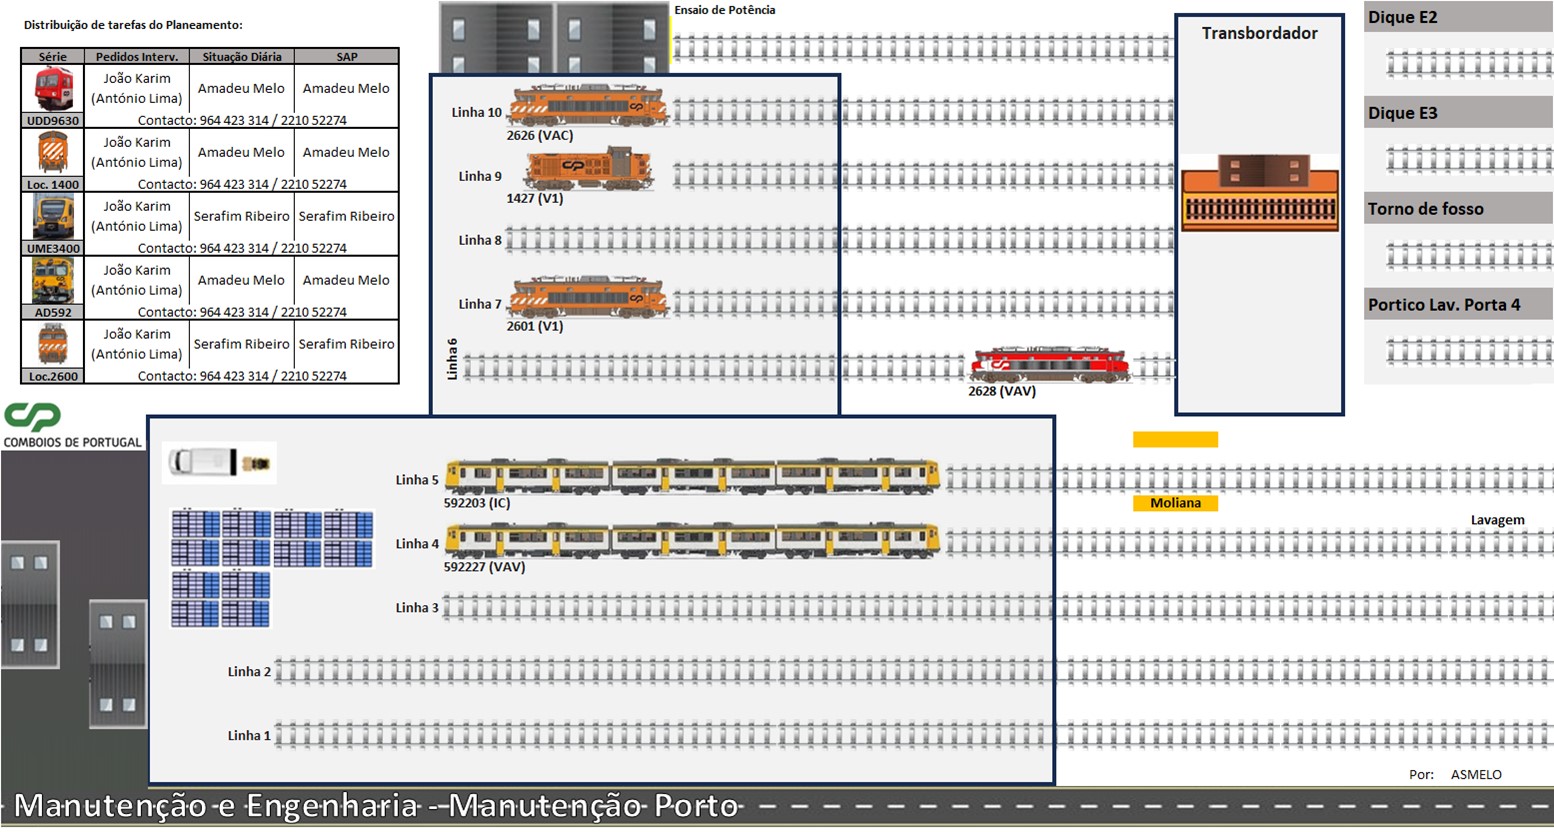 Distribuição de tarefas do Planeamento:
Série Pedidos Interv. Situação Diária SAP
João Karim
(António Lima) Amadeu Melo Amadeu Melo
UDD9630 Contacto: 964 423 314 / 2210 52274
João Karim
(António Lima) Amadeu Melo Amadeu Melo
Loc. 1400 Contacto: 964 423 314 / 2210 52274
João Karim
(António Lima) Serafim Ribeiro Serafim Ribeiro
UME3400 Contacto: 964 423 314 / 2210 52274
João Karim
(António Lima) Amadeu Melo Amadeu Melo
AD592 Contacto: 964 423 314 / 2210 52274
João Karim
(António Lima) Serafim Ribeiro Serafim Ribeiro
Loc.2600 Contacto: 964 423 314 / 2210 52274
CP
COMBOIOS DE PORTUGAL
Ensaio de Potência
Linha 10
2626 (VAC)
Linha 9
1427 (V1)
Linha 8
Linha 7
2601 (V1)
Linha 6
2628 (VAV)
Transbordador
Dique E2
Dique E3
Torno de fosso
Portico Lav. Porta 4
Linha 5
592203 (IC)
Moliana
Lavagem
Linha 4
592227 (VAV)
Linha 3
Linha 2
Linha 1
Por: ASMELO
Manutenção e Engenharia - Manutenção Porto